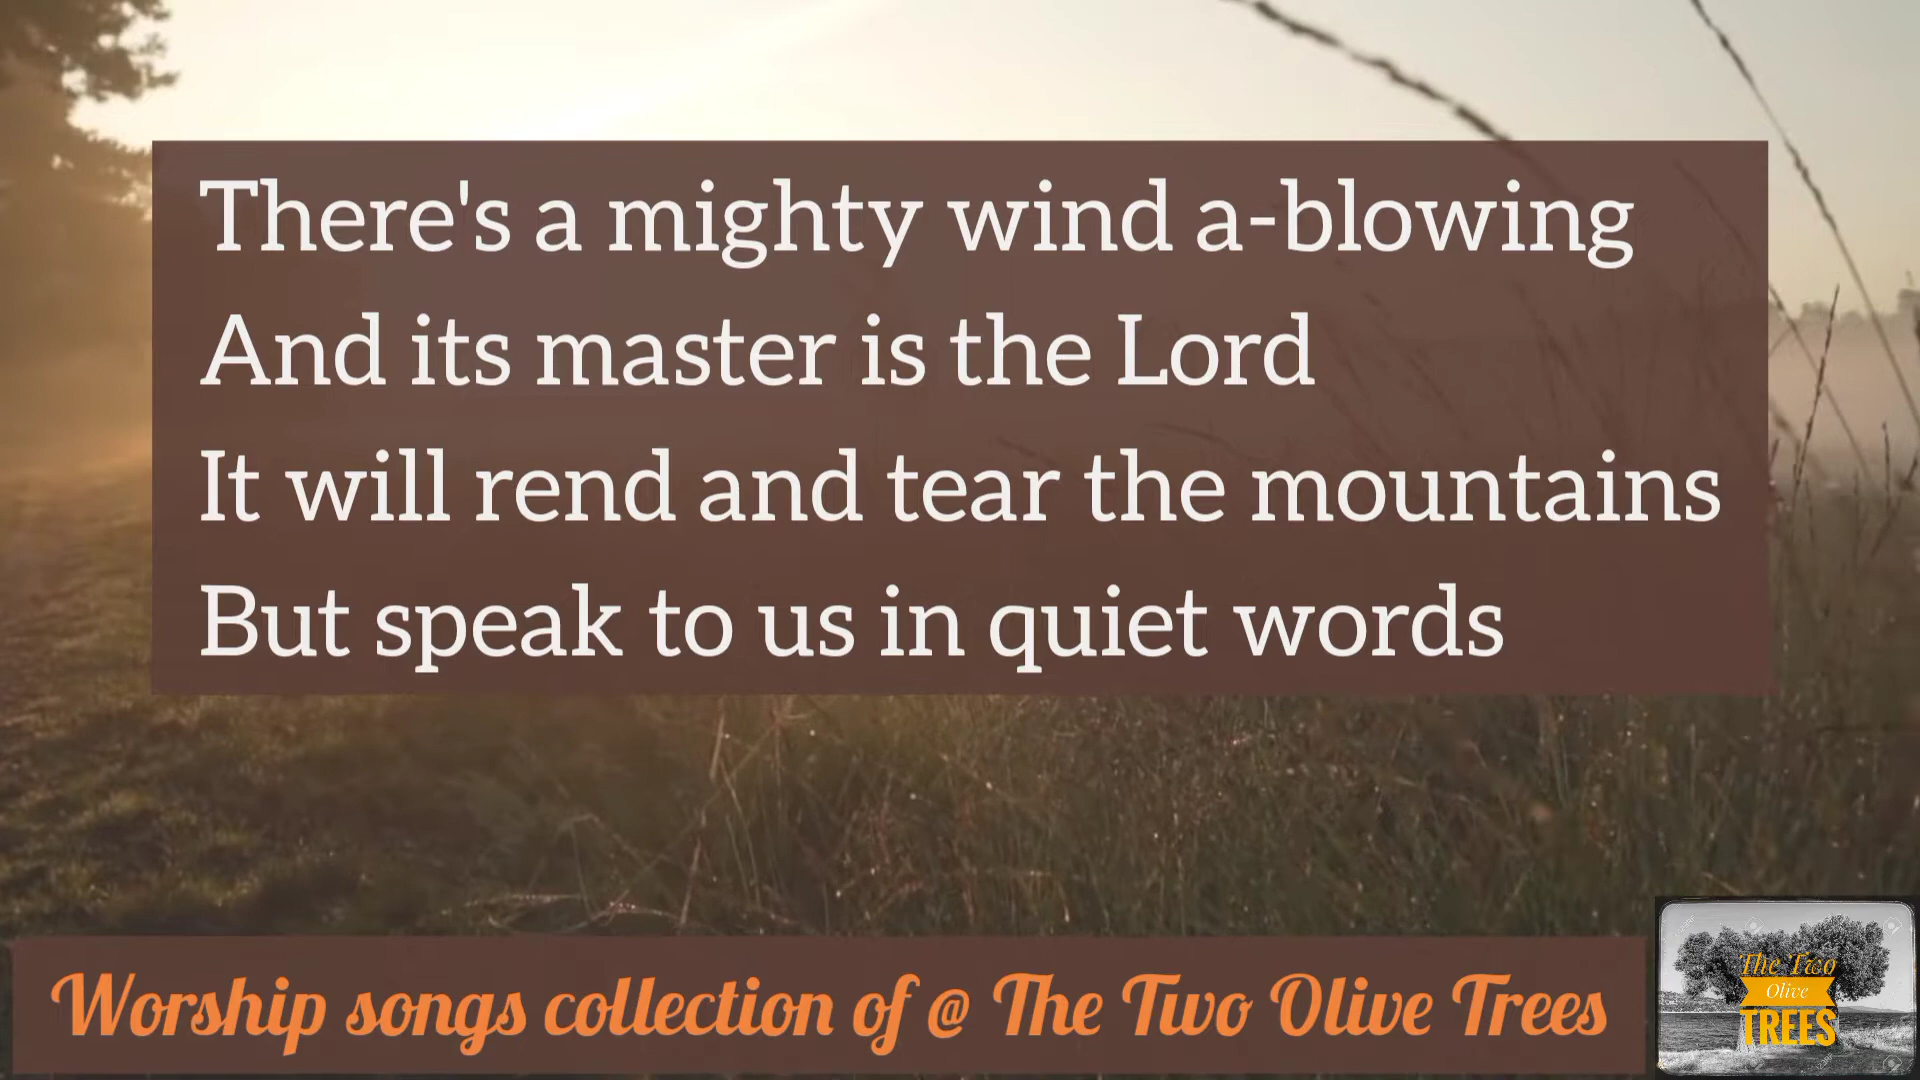 There's a mighty wind a-blowing
And its master is the Lord
It will rend and tear the mountains
But speak to us in quiet words
Worship songs collection of @ The Two Olive Trees
The Two
Olive
TREES